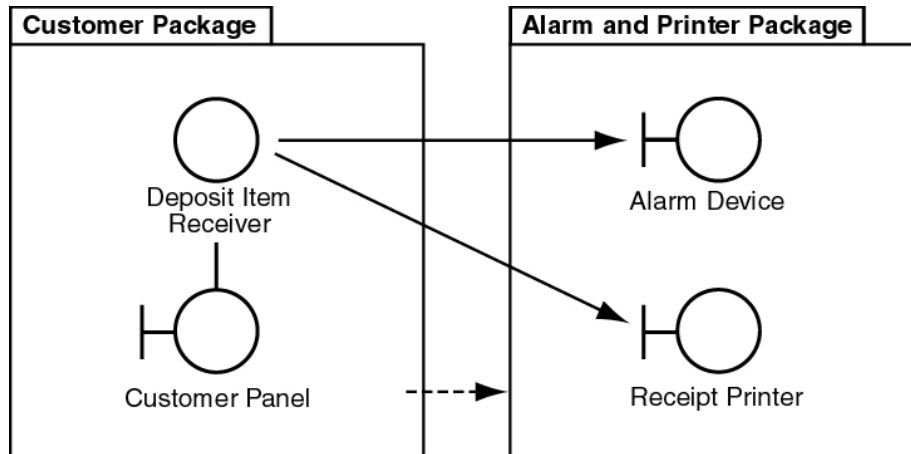 Customer Package
Alarm and Printer Package
Deposit Item
Receiver
Alarm Device
Customer Panel
Receipt Printer